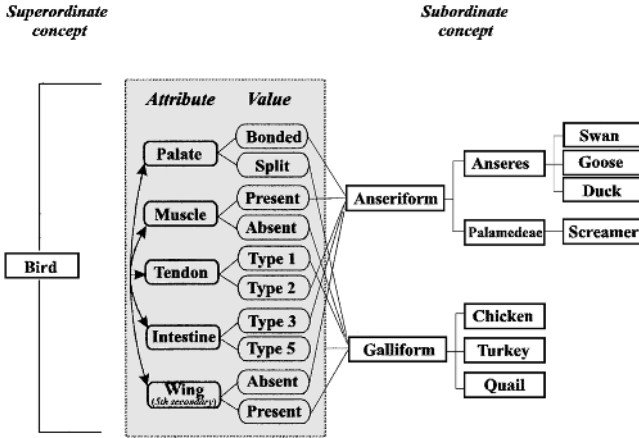 Superordinate
concept
Subordinate
concept
Attribute
Value
Bird
Palate
Bonded
Split
Muscle
Present
Absent
Tendon
Type 1
Type 2
Intestine
Type 3
Type 5
Wing
(5th secondary)
Absent
Present
Anseriform
Galliform
Anseres
Palamedeae
Swan
Goose
Duck
Screamer
Chicken
Turkey
Quail